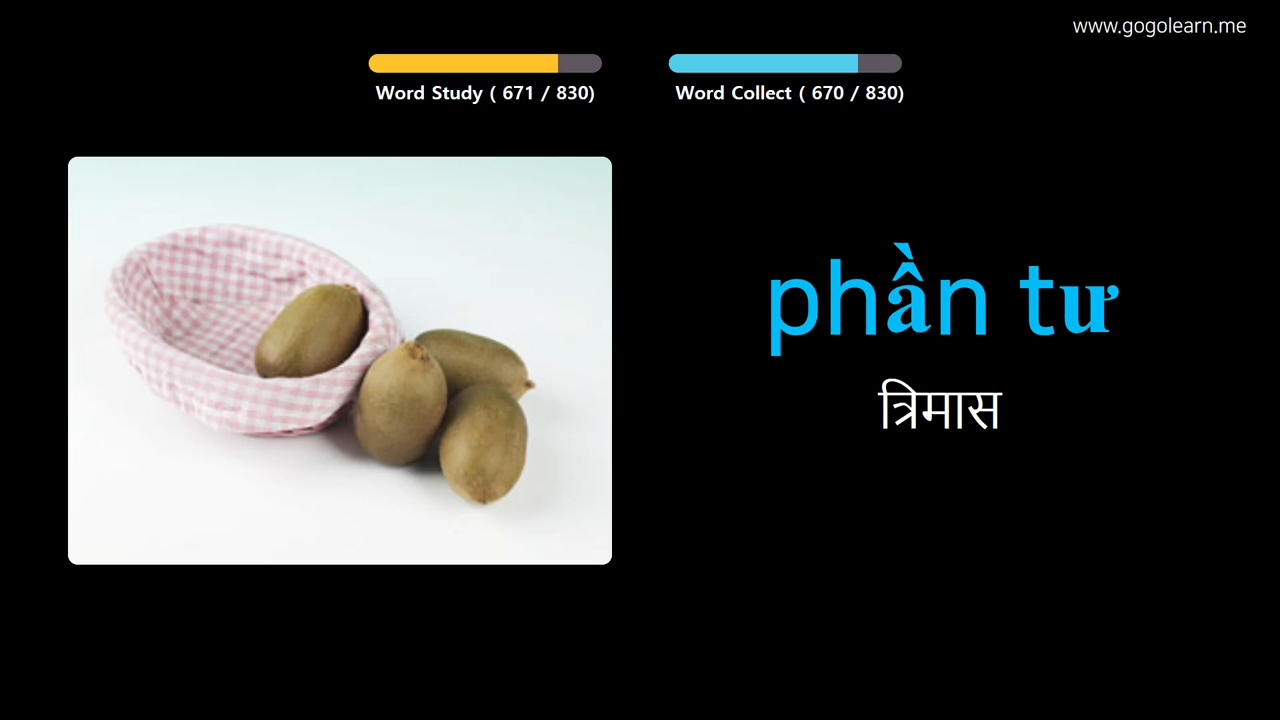 www.gogolearn.me
Word Study ( 671 / 830)
Word Collect ( 670 / 830)
phần tư
त्रिमास